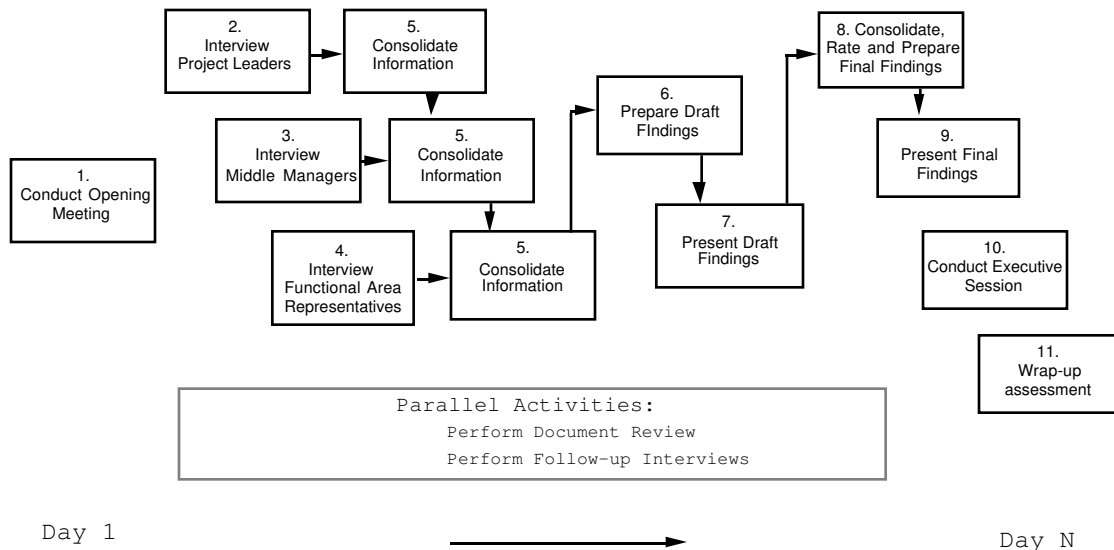 2.
Interview
Project Leaders
5.
Consolidate
Information
8. Consolidate,
Rate and Prepare
Final Findings
3.
Interview
Middle Managers
5.
Consolidate
Information
6.
Prepare Draft
FIndings
9.
Present Final
Findings
1.
Conduct Opening
Meeting
4.
Interview
Functional Area
Representatives
5.
Consolidate
Information
7.
Present Draft
Findings
10.
Conduct Executive
Session
11.
Wrap-up
assessment
Parallel Activities:
Perform Document Review
Perform Follow-up Interviews
Day 1
Day N